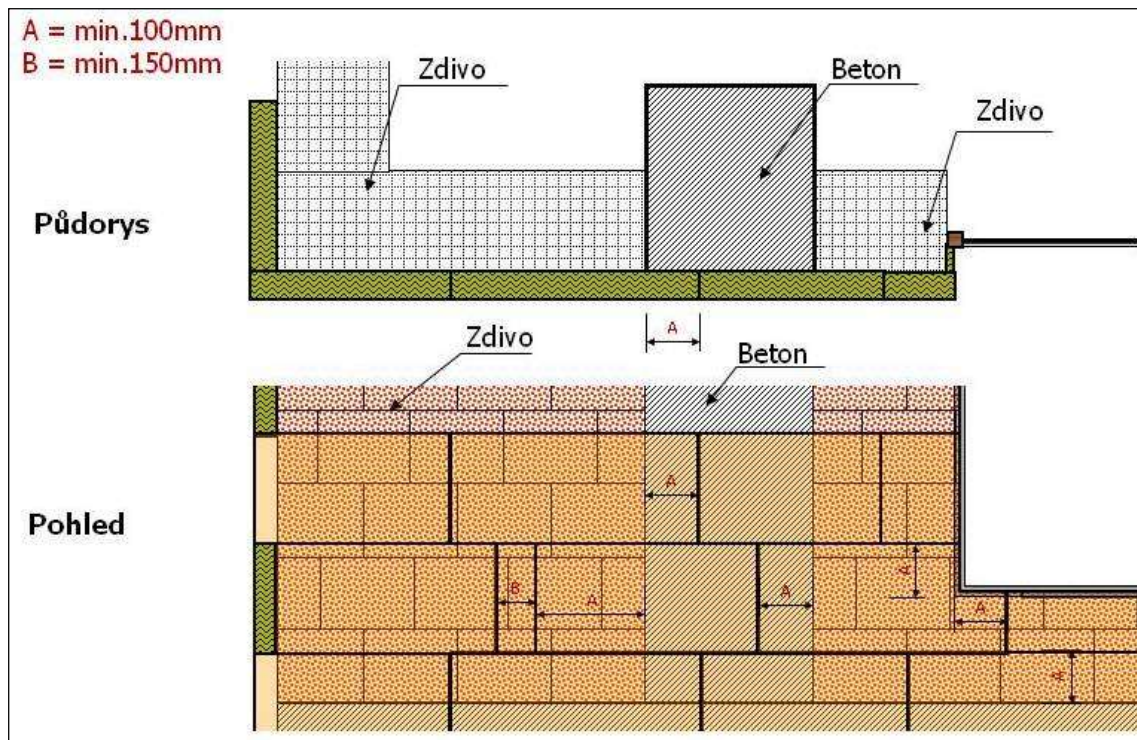 A = min.100mm
B = min.150mm
Zdivo
Beton
Zdivo
Půdorys
A
Zdivo
Beton
A
Pohled
A
B
A
A
A
A